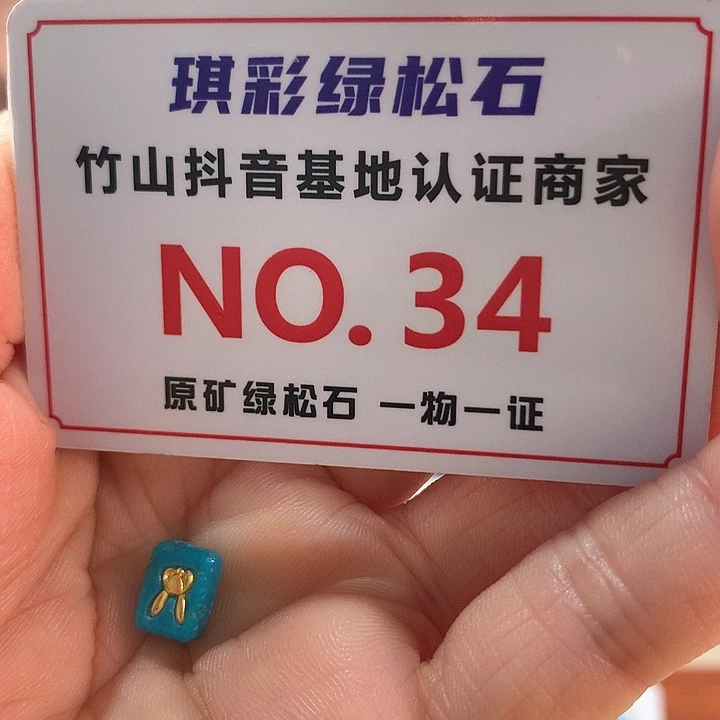 琪彩绿松石
竹山抖音基地认证商家
NO. 34
原矿绿松石 一物一证